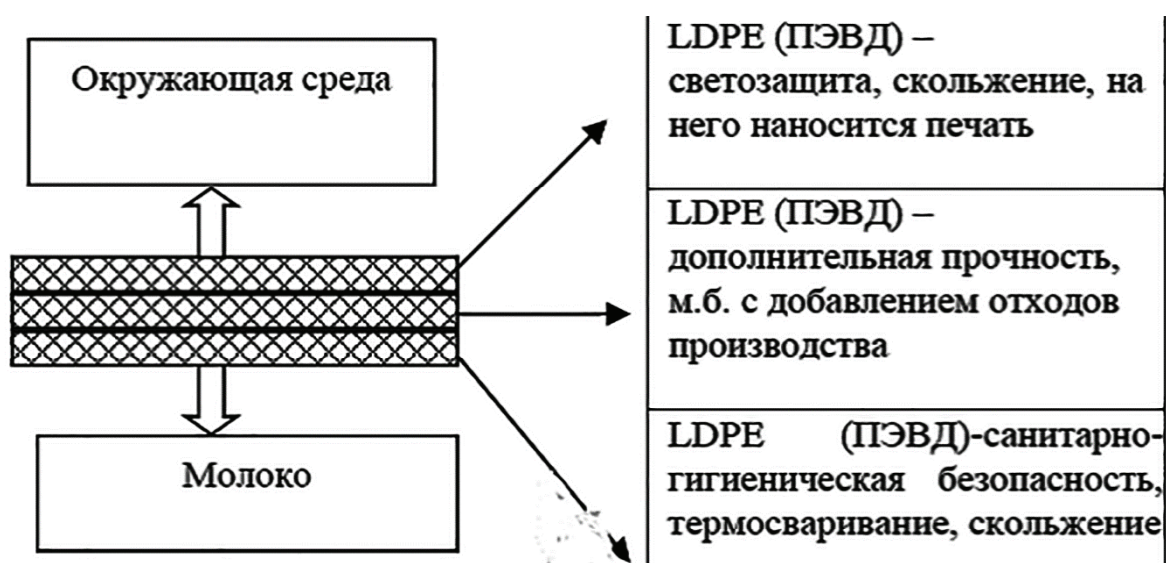 Окружающая среда
Молоко
LDPE (ПЭВД) –
светозащита, скольжение, на
него наносится печать
LDPE (ПЭВД) –
дополнительная прочность,
м.б. с добавлением отходов
производства
LDPE (ПЭВД)-санитарно-
гигиеническая безопасность,
термосваривание, скольжение